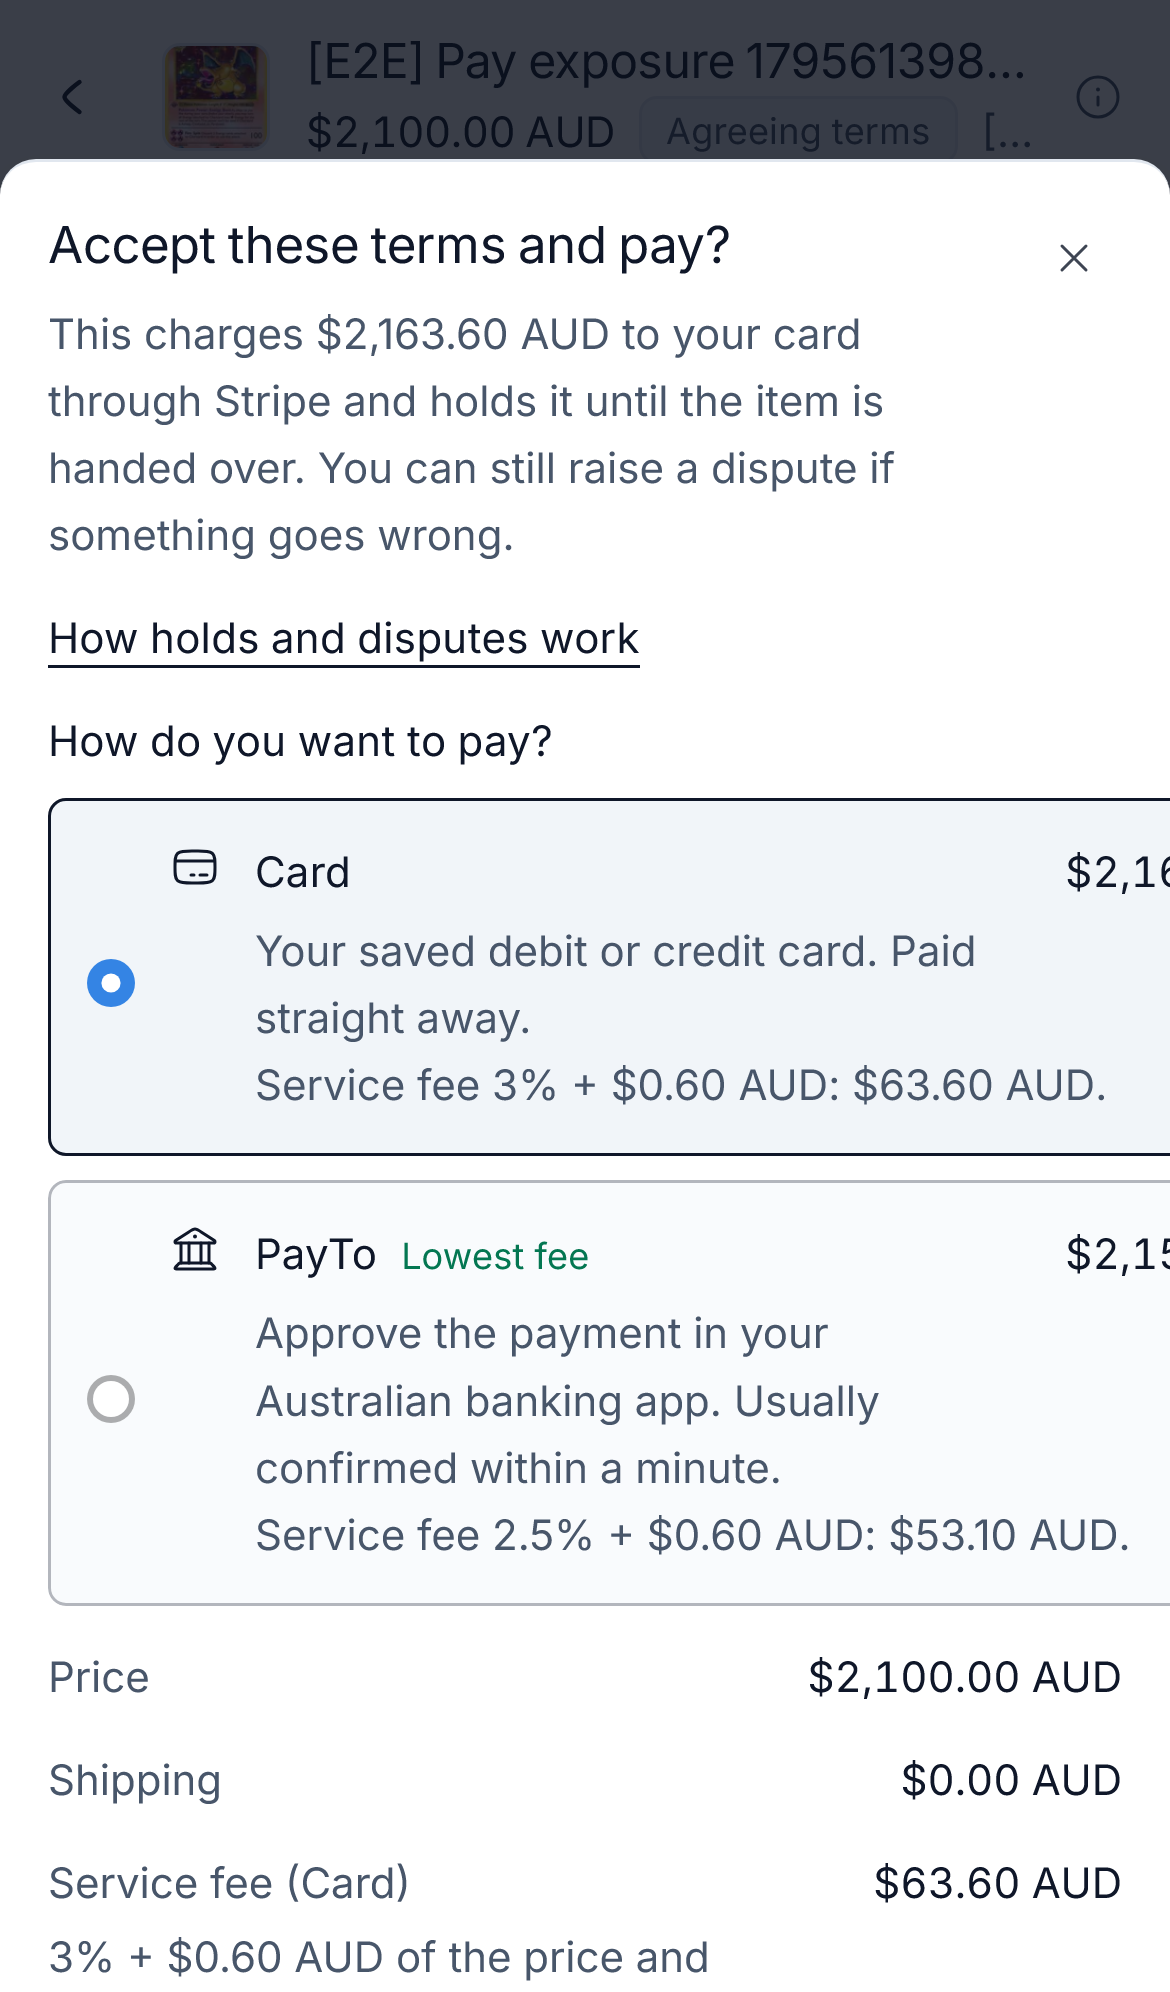 [E2E] Pay exposure 179561398...
$2,100.00 AUD Agreeing terms [...
Accept these terms and pay?
This charges $2,163.60 AUD to your card
through Stripe and holds it until the item is
handed over. You can still raise a dispute if
something goes wrong.
How holds and disputes work
How do you want to pay?
Card $2,16
Your saved debit or credit card. Paid
straight away.
Service fee 3% + $0.60 AUD: $63.60 AUD.
PayTo Lowest fee $2,15
Approve the payment in your
Australian banking app. Usually
confirmed within a minute.
Service fee 2.5% + $0.60 AUD: $53.10 AUD.
Price $2,100.00 AUD
Shipping $0.00 AUD
Service fee (Card) $63.60 AUD
3% + $0.60 AUD of the price and